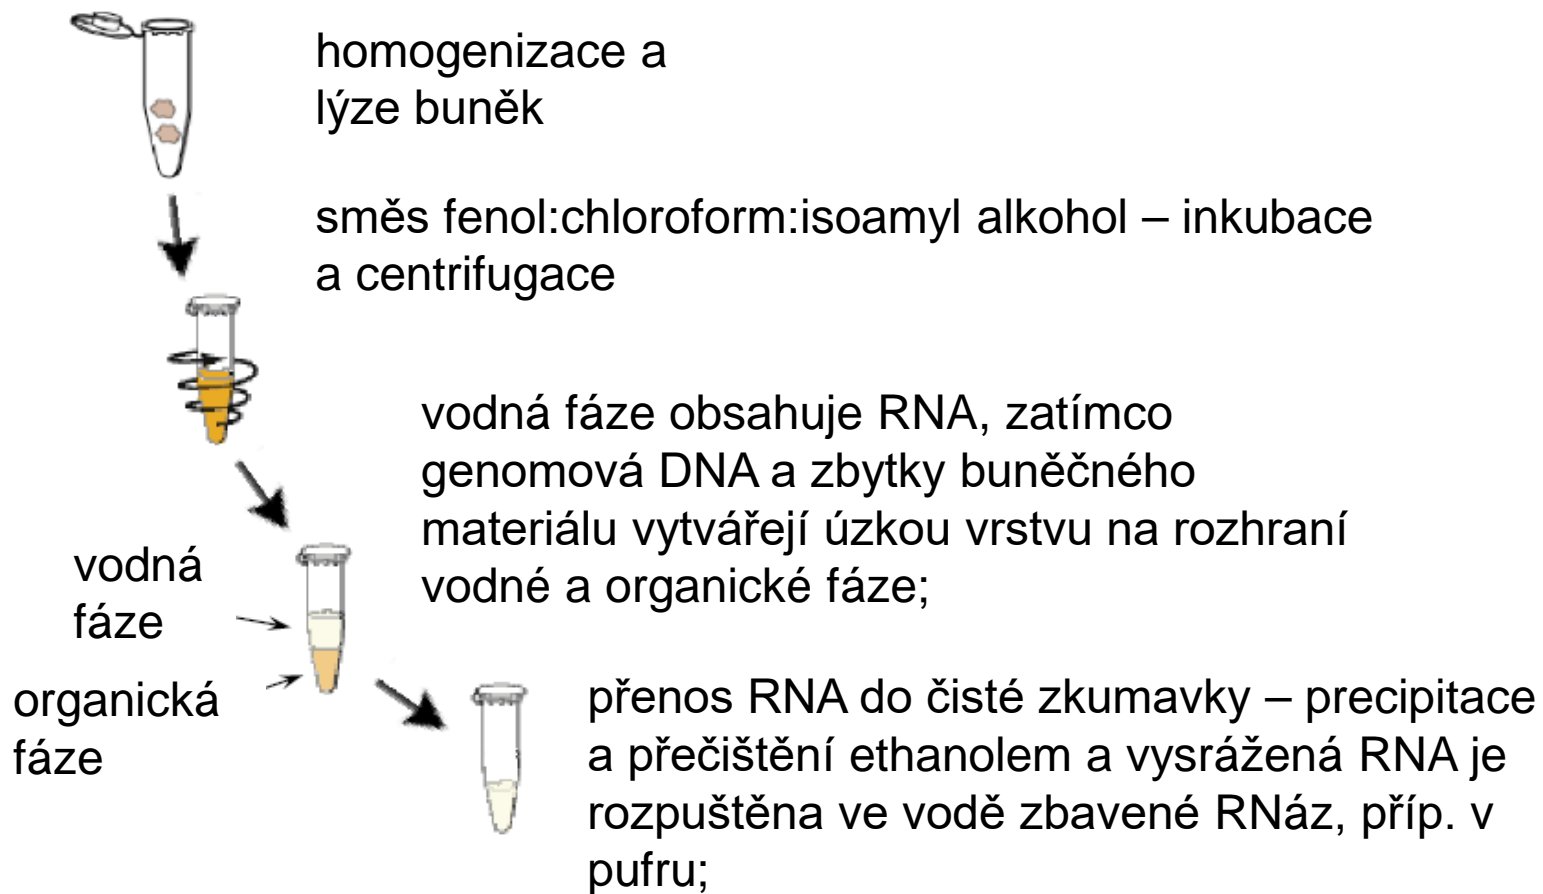 homogenizace a
lýze buněk
směs fenol:chloroform:isoamyl alkohol – inkubace
a centrifugace
vodná fáze obsahuje RNA, zatímco
genomová DNA a zbytky buněčného
materiálu vytvářejí úzkou vrstvu na rozhraní
vodné a organické fáze;
vodná
fáze
organická
fáze
přenos RNA do čisté zkumavky – precipitace
a přečištění ethanolem a vysrážená RNA je
rozpuštěna ve vodě zbavené RNáz, příp. v
pufru;